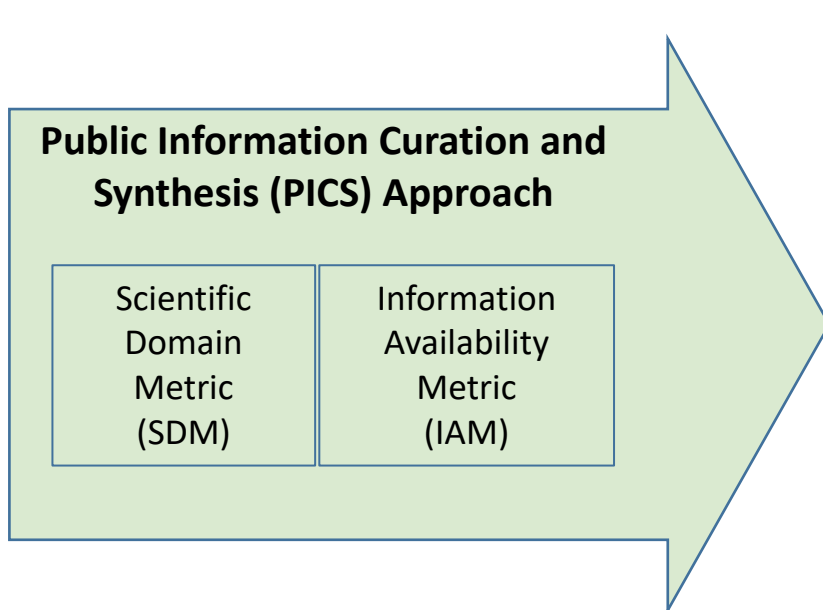 Public Information Curation and
Synthesis (PICS) Approach
Scientific
Domain
Metric
(SDM)
Information
Availability
Metric
(IAM)